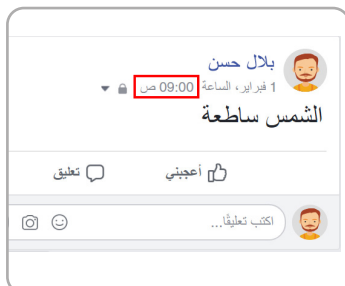 بلال حسن
1 فبراير، الساعة 09:00 ص
الشمس ساطعة
أعجبني
تعليق
اكتب تعليقًا...